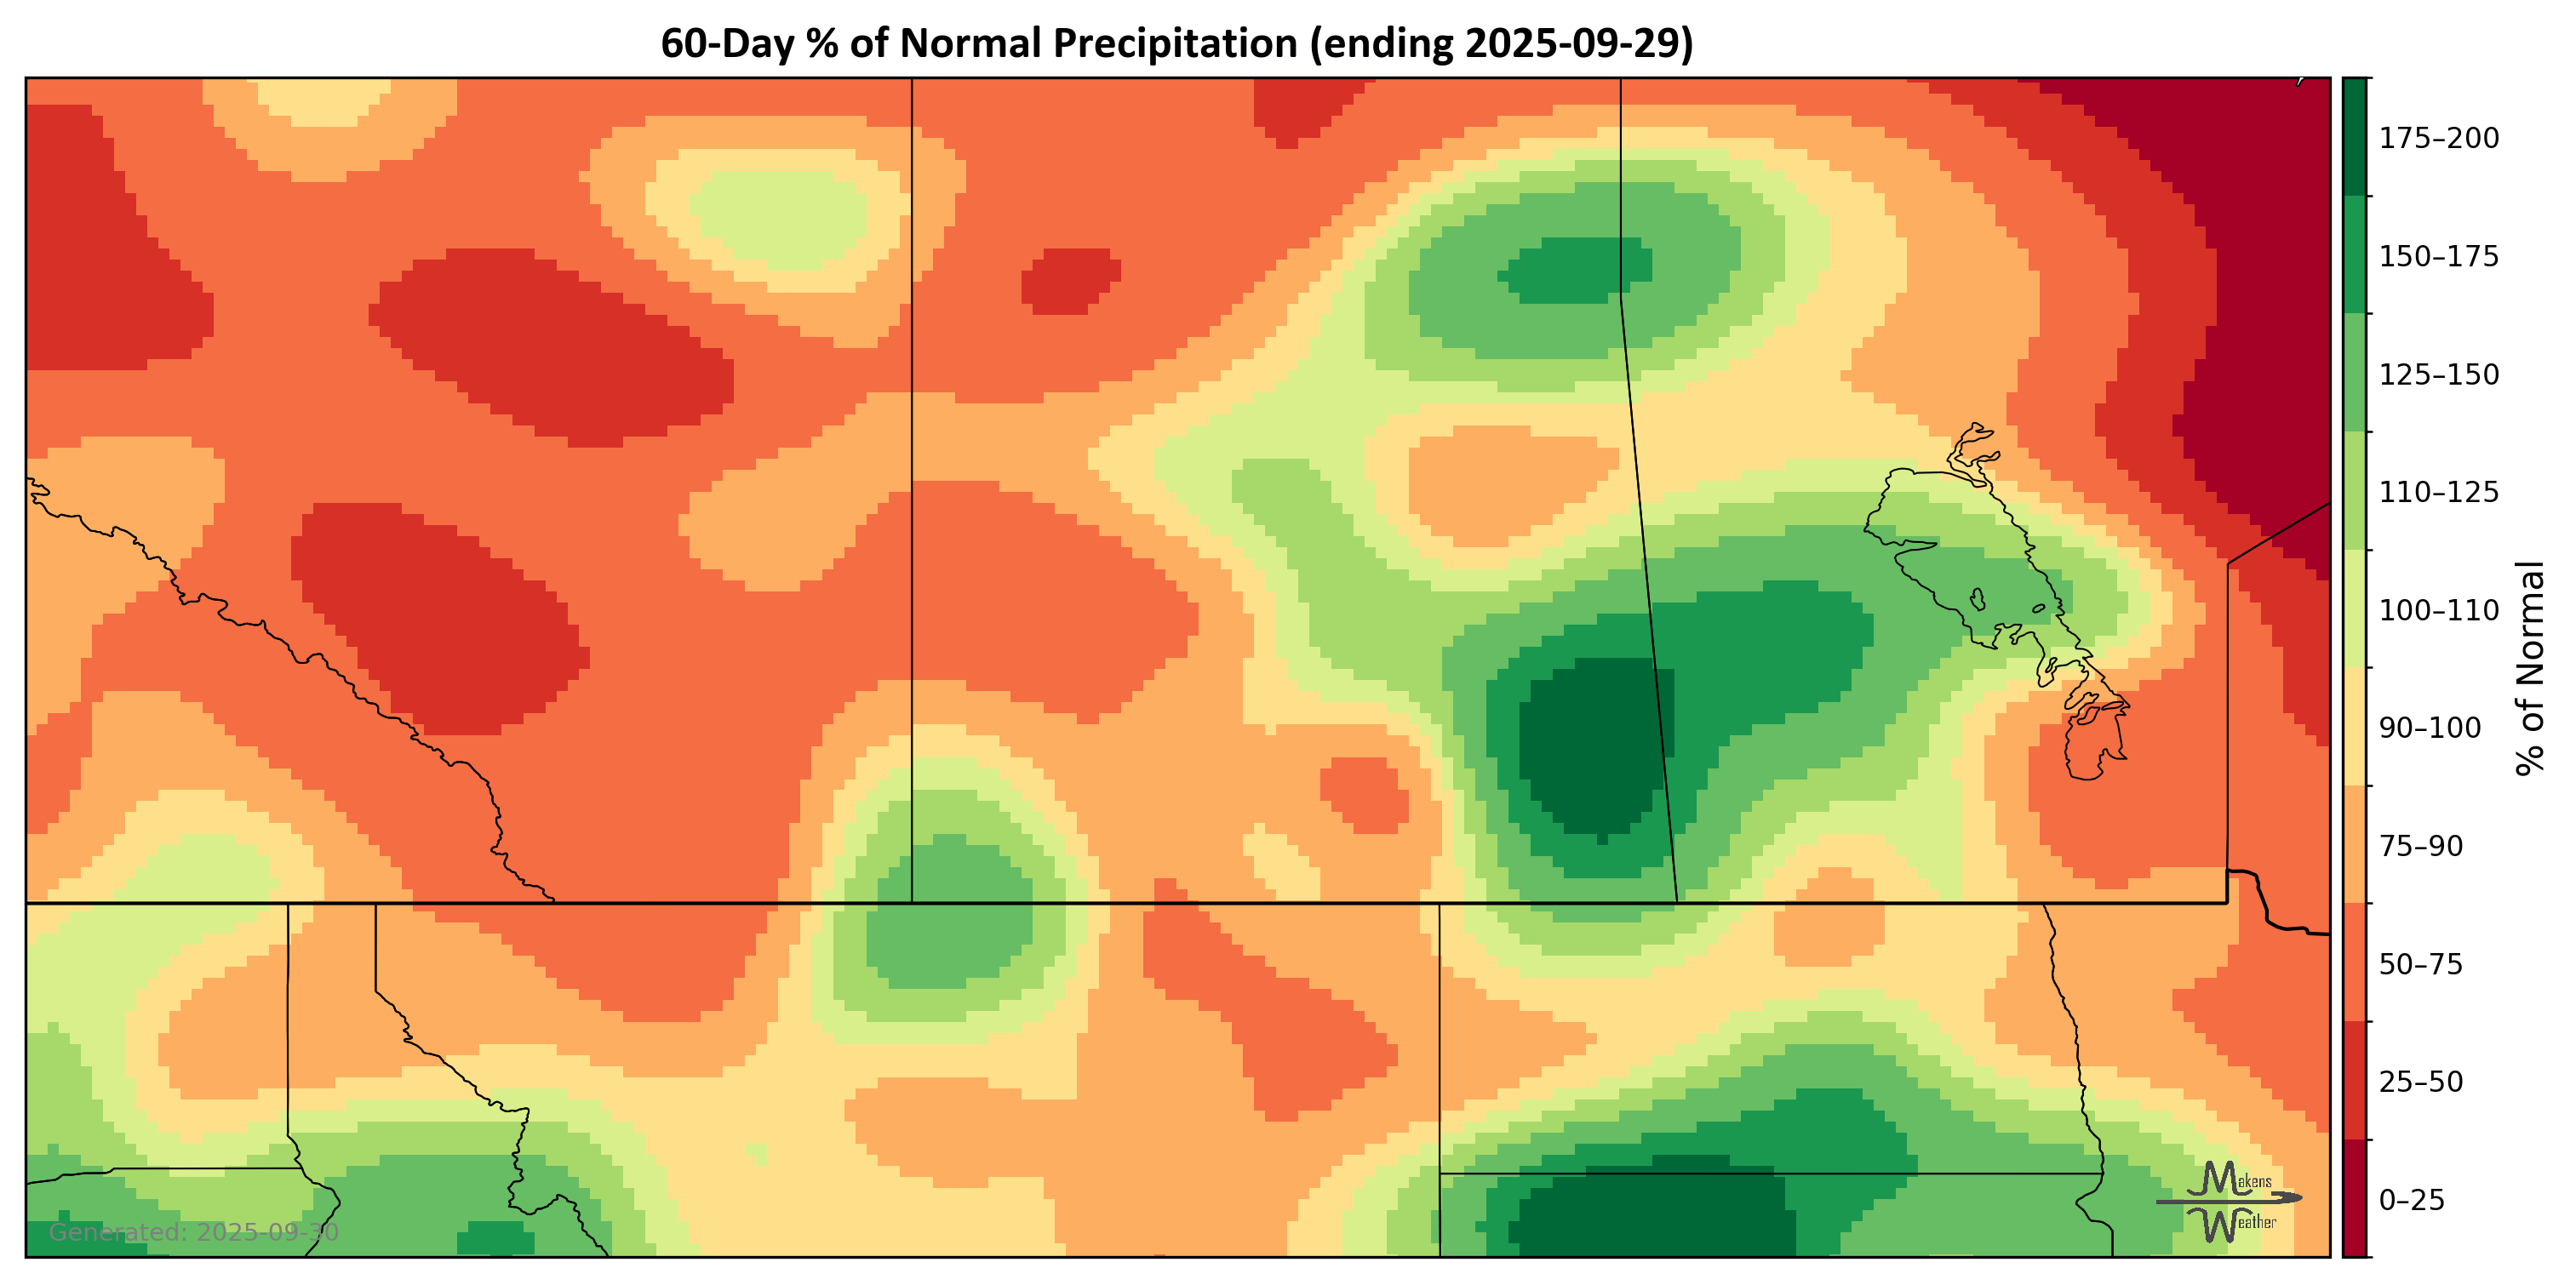 60-Day % of Normal Precipitation (ending 2025-09-29)
175–200
150–175
125–150
110–125
100–110
90–100
75–90
50–75
25–50
0–25
% of Normal
Generated: 2025-09-30
Makens
Weather